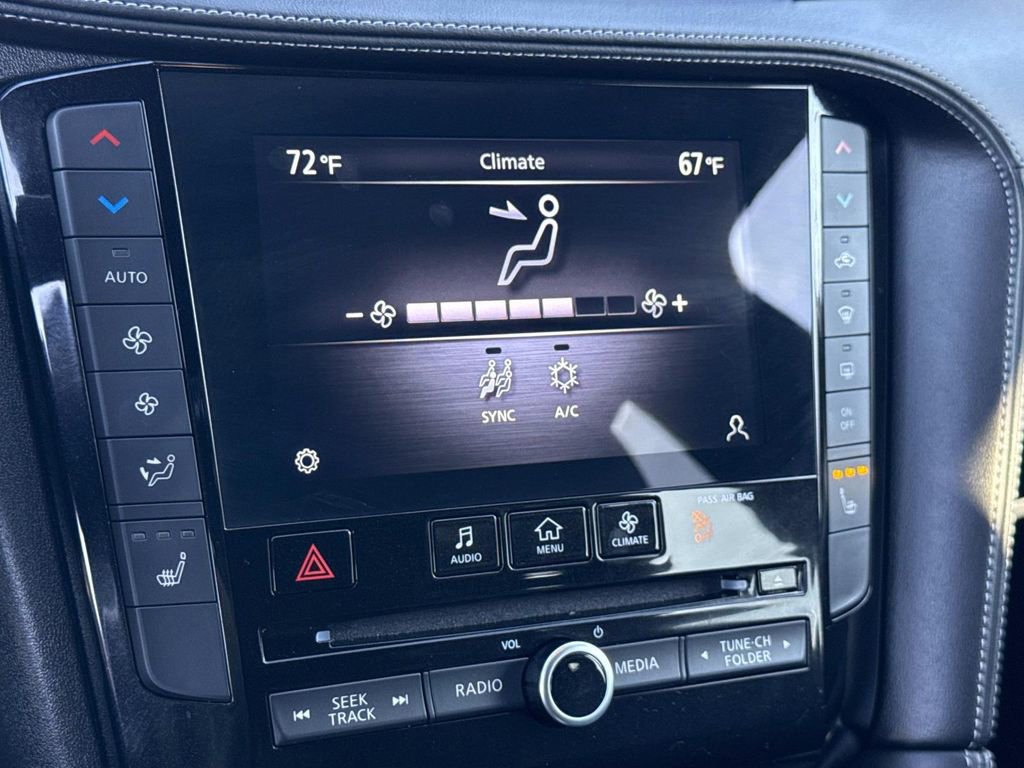 72°F Climate 67°F
AUTO
- +
SYNC A/C
ON
OFF
PASS AIR BAG
AUDIO MENU CLIMATE
VOL
SEEK
TRACK
RADIO
MEDIA
TUNE·CH
FOLDER